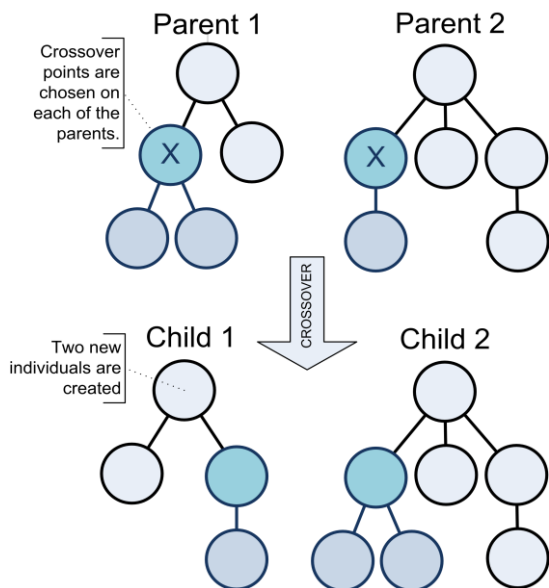 Parent 1
Parent 2
Crossover
points are
chosen on
each of the
parents.
X
X
CROSSOVER
Child 1
Child 2
Two new
individuals are
created